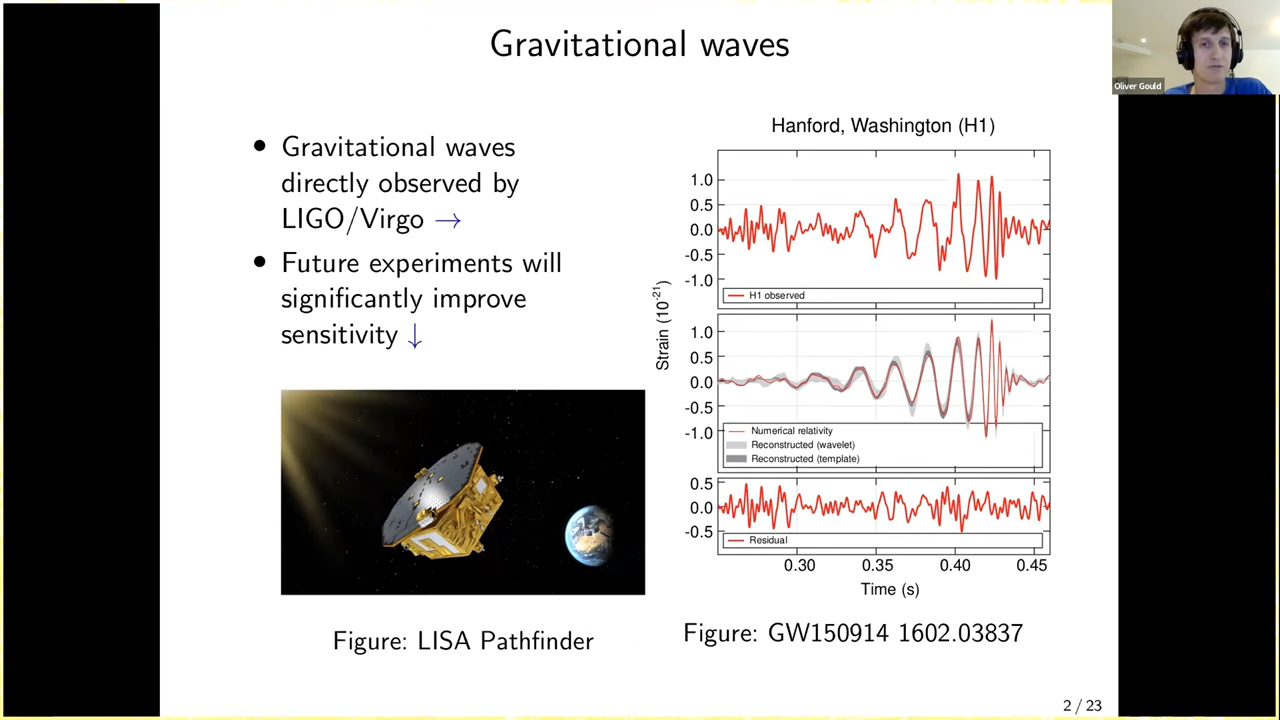 Gravitational waves
Oliver Gould
• Gravitational waves
directly observed by
LIGO/Virgo →
• Future experiments will
significantly improve
sensitivity ↓
Figure: LISA Pathfinder
Hanford, Washington (H1)
Strain (10⁻²¹)
1.0
0.5
0.0
-0.5
-1.0
H1 observed
1.0
0.5
0.0
-0.5
-1.0
Numerical relativity
Reconstructed (wavelet)
Reconstructed (template)
0.5
0.0
-0.5
Residual
0.30 0.35 0.40 0.45
Time (s)
Figure: GW150914 1602.03837
2 / 23